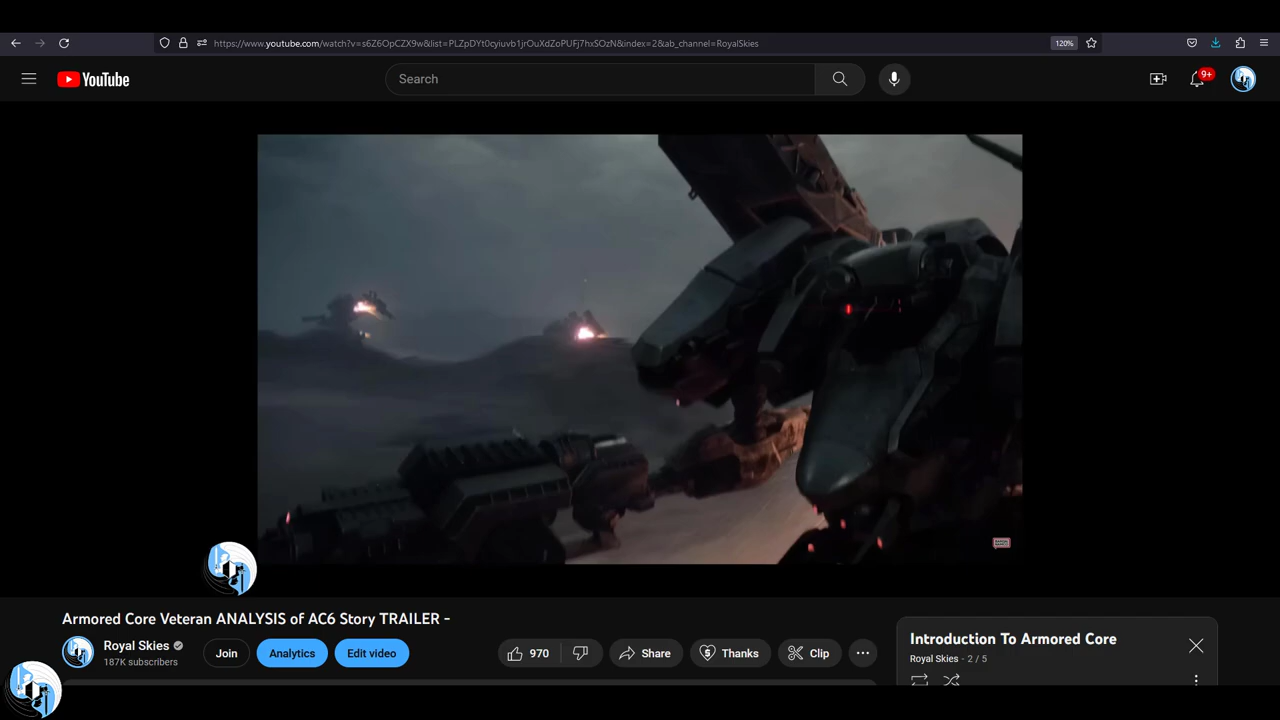 https://www.youtube.com/watch?v=s6Z6OpCZX9w&list=PLZpDYt0cyiuvb1jrOuXdZoPUFj7hxSOzN&index=2&ab_channel=RoyalSkies
120%
YouTube
Search
9+
Armored Core Veteran ANALYSIS of AC6 Story TRAILER -
Royal Skies
187K subscribers
Join
Analytics
Edit video
970
Share
Thanks
Clip
Introduction To Armored Core
Royal Skies - 2 / 5